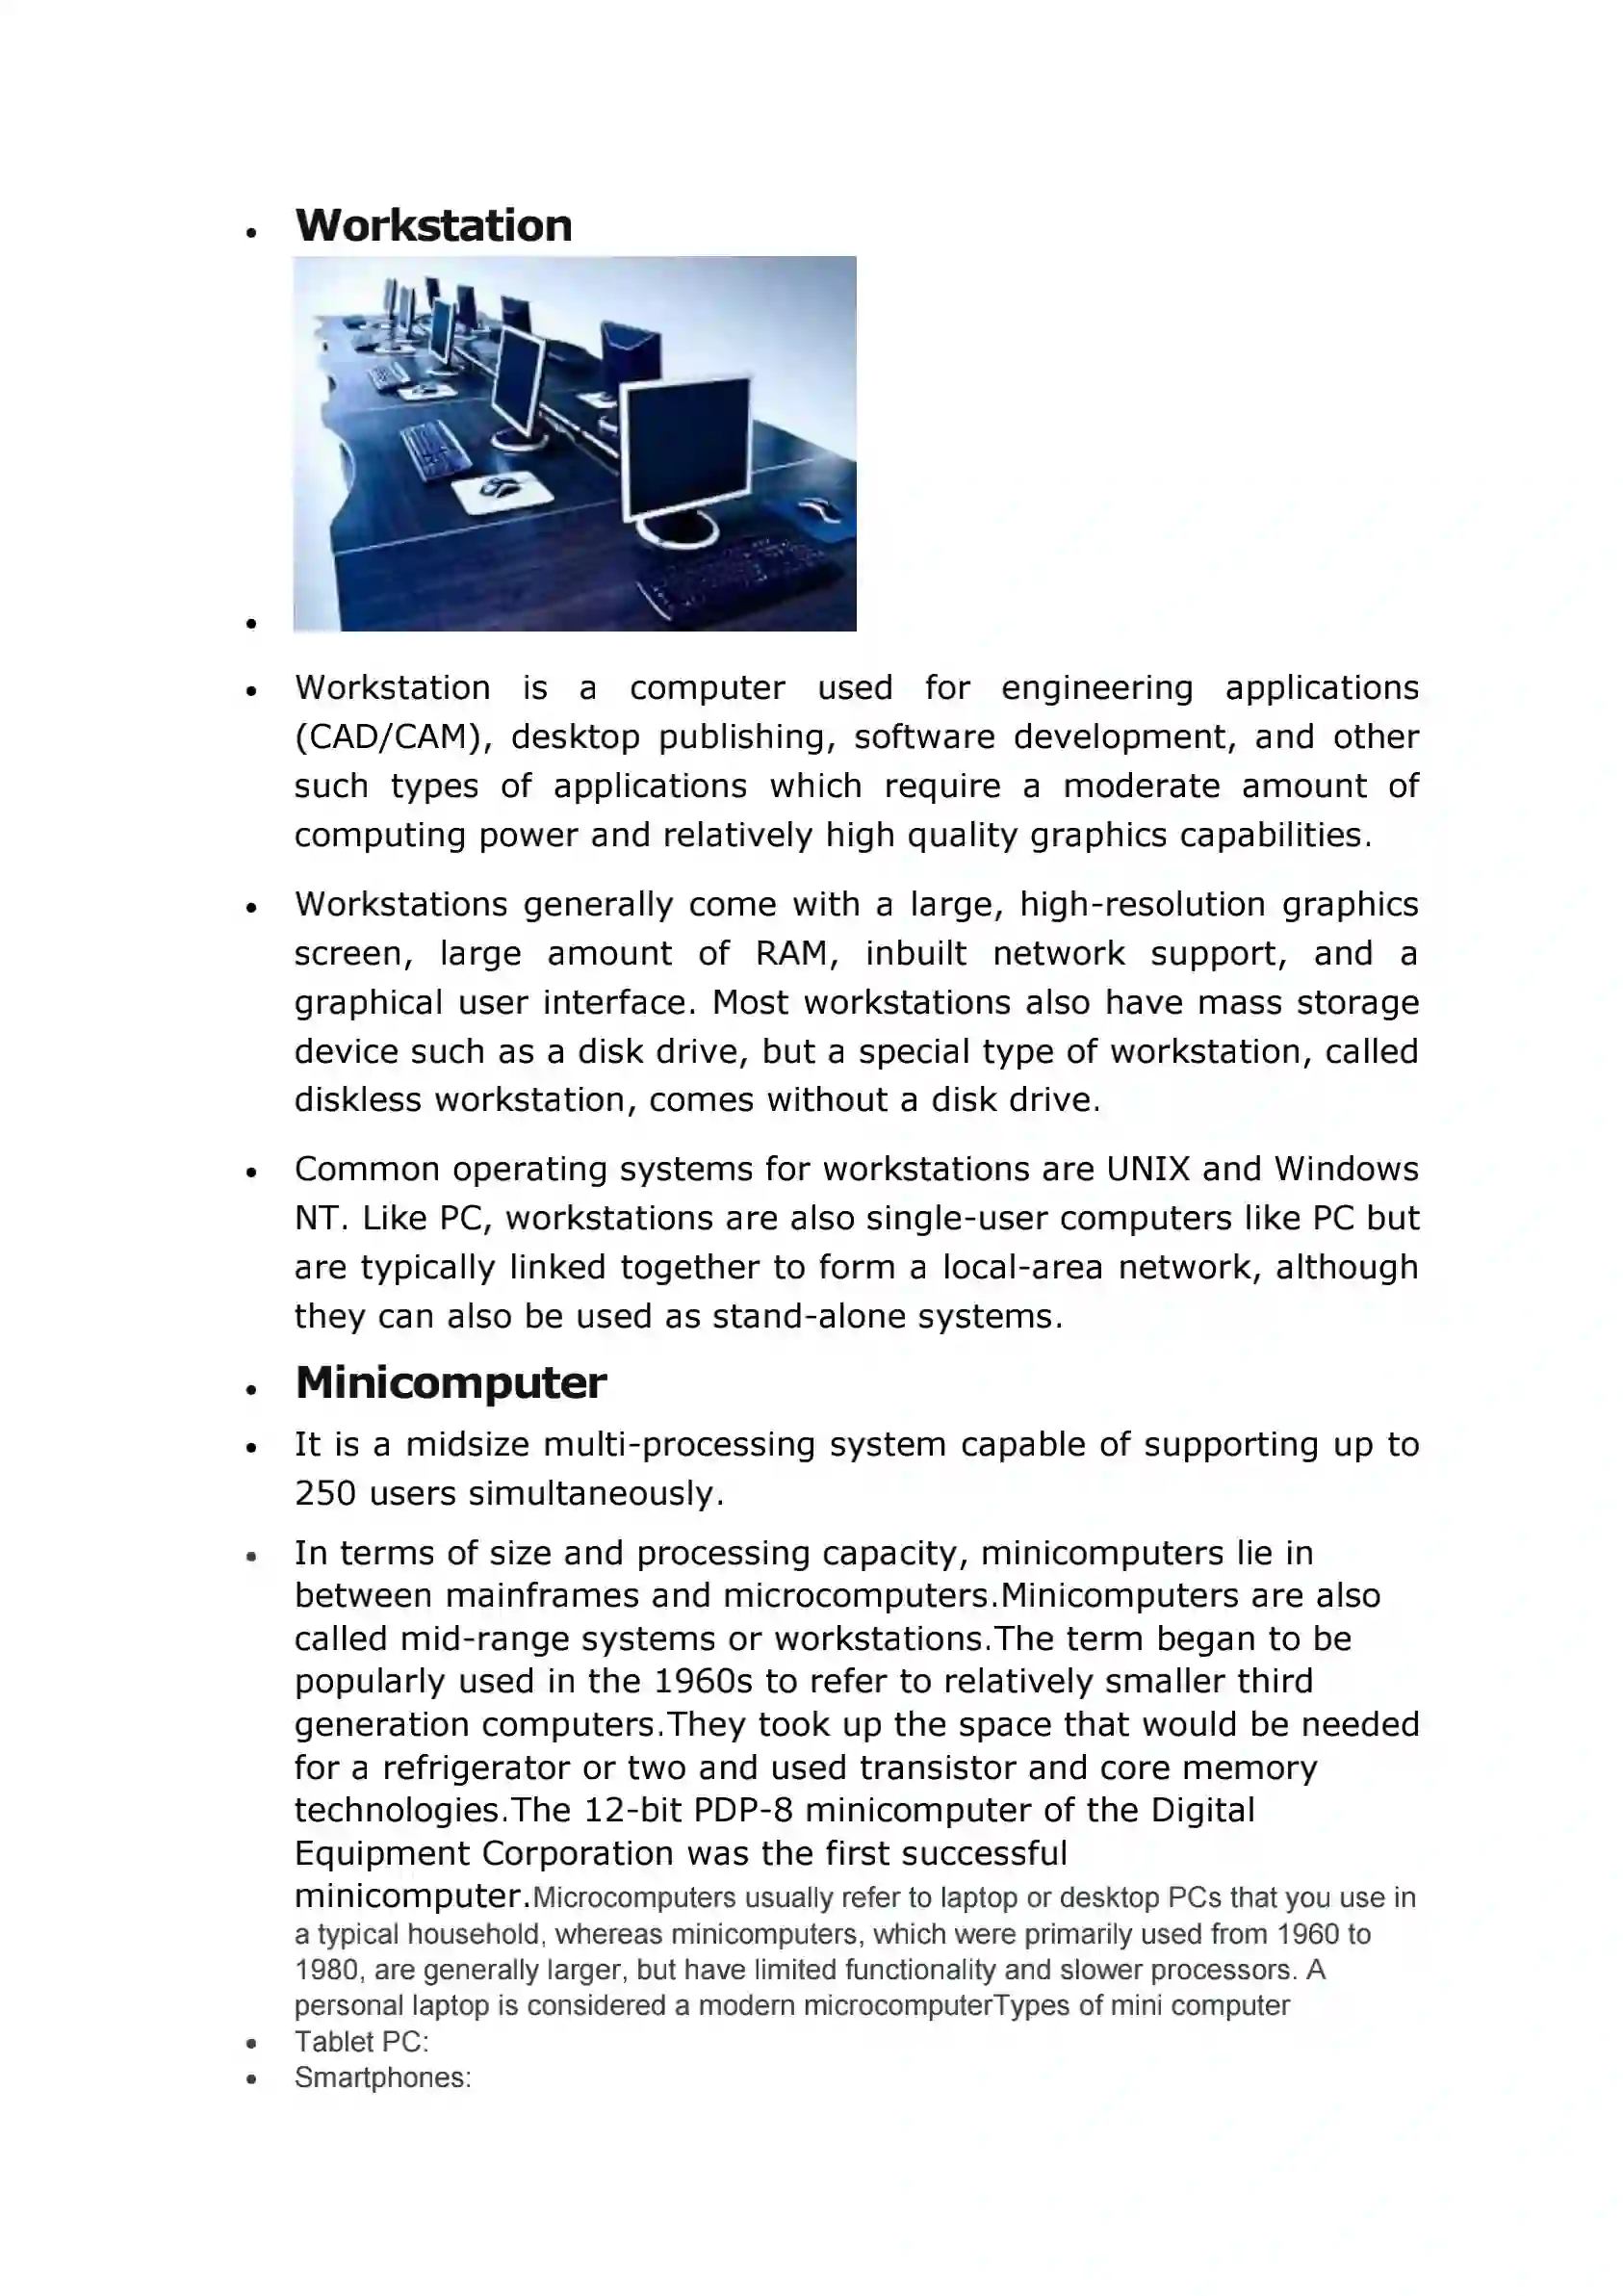 • Workstation
•
• Workstation is a computer used for engineering applications
(CAD/CAM), desktop publishing, software development, and other
such types of applications which require a moderate amount of
computing power and relatively high quality graphics capabilities.
• Workstations generally come with a large, high-resolution graphics
screen, large amount of RAM, inbuilt network support, and a
graphical user interface. Most workstations also have mass storage
device such as a disk drive, but a special type of workstation, called
diskless workstation, comes without a disk drive.
• Common operating systems for workstations are UNIX and Windows
NT. Like PC, workstations are also single-user computers like PC but
are typically linked together to form a local-area network, although
they can also be used as stand-alone systems.
• Minicomputer
• It is a midsize multi-processing system capable of supporting up to
250 users simultaneously.
• In terms of size and processing capacity, minicomputers lie in
between mainframes and microcomputers.Minicomputers are also
called mid-range systems or workstations.The term began to be
popularly used in the 1960s to refer to relatively smaller third
generation computers.They took up the space that would be needed
for a refrigerator or two and used transistor and core memory
technologies.The 12-bit PDP-8 minicomputer of the Digital
Equipment Corporation was the first successful
minicomputer.Microcomputers usually refer to laptop or desktop PCs that you use in
a typical household, whereas minicomputers, which were primarily used from 1960 to
1980, are generally larger, but have limited functionality and slower processors. A
personal laptop is considered a modern microcomputerTypes of mini computer
• Tablet PC:
• Smartphones: